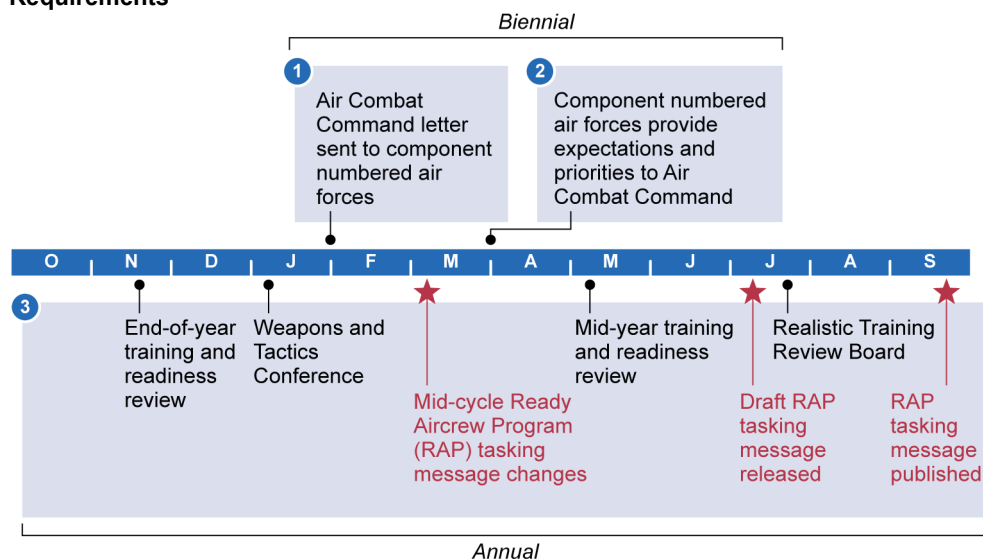 Requirements
Biennial
1
Air Combat
Command letter
sent to component
numbered air
forces
2
Component numbered
air forces provide
expectations and
priorities to Air
Combat Command
O N D J F M A M J J A S
3
End-of-year
training and
readiness
review
Weapons and
Tactics
Conference
Mid-cycle Ready
Aircrew Program
(RAP) tasking
message changes
Mid-year training
and readiness
review
Draft RAP
tasking
message
released
Realistic Training
Review Board
RAP
tasking
message
published
Annual